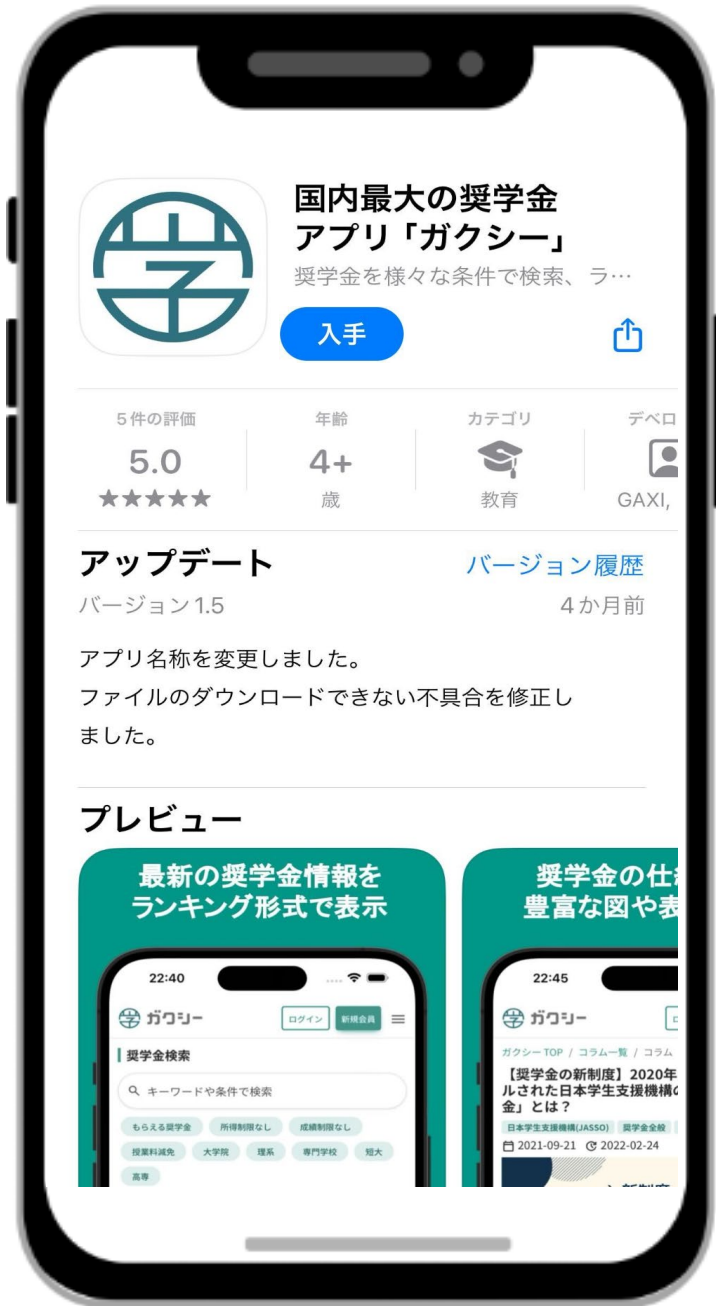 国内最大の奨学金
アプリ「ガクシー」
奨学金を様々な条件で検索、ラ…
入手
5件の評価
年齢
カテゴリ
デベロ
5.0
4+
★★★★★
歳
教育
GAXI,
アップデート
バージョン履歴
バージョン1.5
4か月前
アプリ名称を変更しました。
ファイルのダウンロードできない不具合を修正し
ました。
プレビュー
最新の奨学金情報を
ランキング形式で表示
22:40
ガクシー
ログイン
新規会員
奨学金検索
キーワードや条件で検索
もらえる奨学金
所得制限なし
成績制限なし
授業料減免
大学院
理系
専門学校
短大
高専
奨学金の仕
豊富な図や表
22:45
ガクシー
ガクシー TOP / コラム一覧 / コラム
【奨学金の新制度】2020年
ルされた日本学生支援機構の
金」とは？
日本学生支援機構(JASSO)
奨学金全般
2021-09-21
2022-02-24